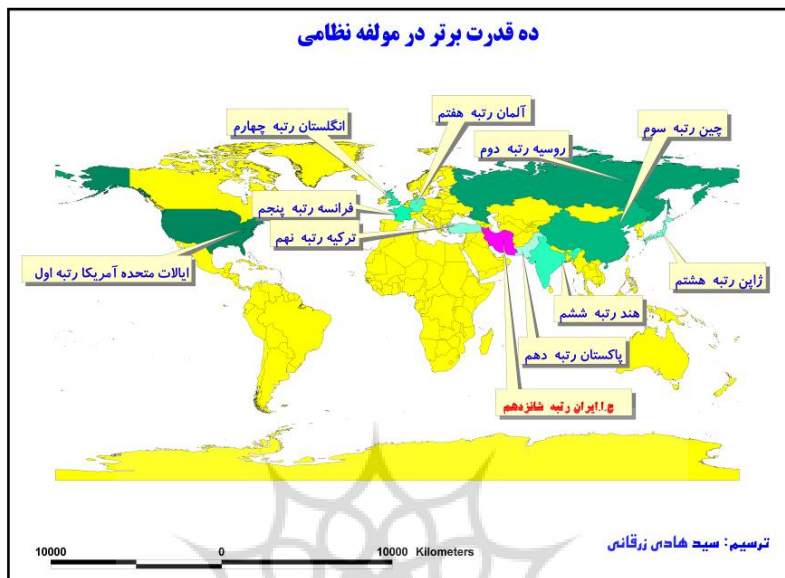 ده قدرت برتر در مولفه نظامی
آلمان رتبه هفتم
انگلستان رتبه چهارم
چین رتبه سوم
روسیه رتبه دوم
فرانسه رتبه پنجم
ترکیه رتبه نهم
ایالات متحده آمریکا رتبه اول
ژاپن رتبه هشتم
هند رتبه ششم
پاکستان رتبه دهم
ج.ا.ایران رتبه شانزدهم
ترسیم: سید هادی زرقانی
10000 0 10000 Kilometers